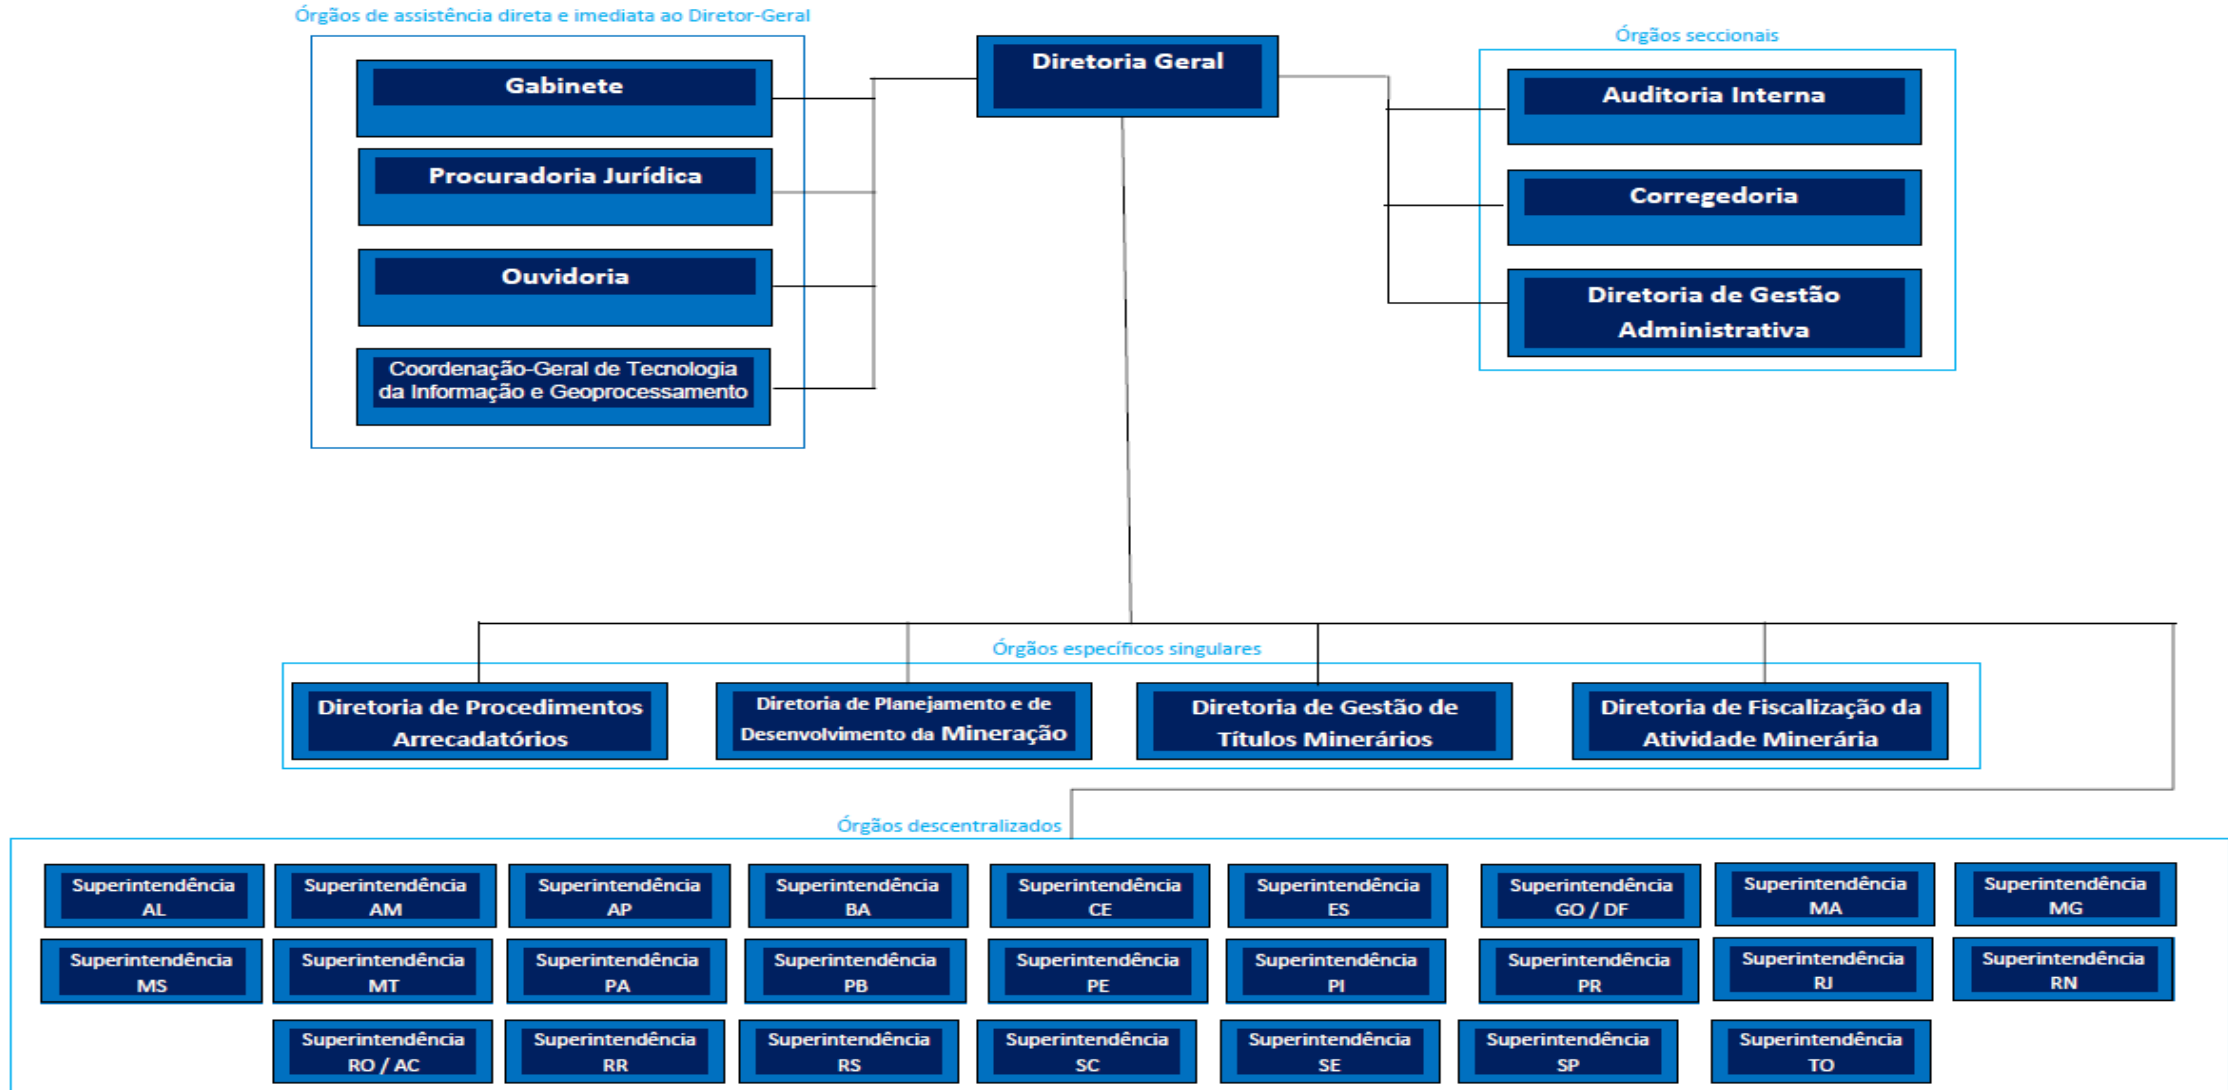 Órgãos de assistência direta e imediata ao Diretor-Geral
Gabinete
Procuradoria Jurídica
Ouvidoria
Coordenação-Geral de Tecnologia
da Informação e Geoprocessamento
Diretoria Geral
Órgãos seccionais
Auditoria Interna
Corregedoria
Diretoria de Gestão
Administrativa
Órgãos específicos singulares
Diretoria de Procedimentos
Arrecadatórios
Diretoria de Planejamento e de
Desenvolvimento da Mineração
Diretoria de Gestão de
Títulos Minerários
Diretoria de Fiscalização da
Atividade Minerária
Órgãos descentralizados
Superintendência
AL
Superintendência
AM
Superintendência
AP
Superintendência
BA
Superintendência
CE
Superintendência
ES
Superintendência
GO / DF
Superintendência
MA
Superintendência
MG
Superintendência
MS
Superintendência
MT
Superintendência
PA
Superintendência
PB
Superintendência
PE
Superintendência
PI
Superintendência
PR
Superintendência
RJ
Superintendência
RN
Superintendência
RO / AC
Superintendência
RR
Superintendência
RS
Superintendência
SC
Superintendência
SE
Superintendência
SP
Superintendência
TO